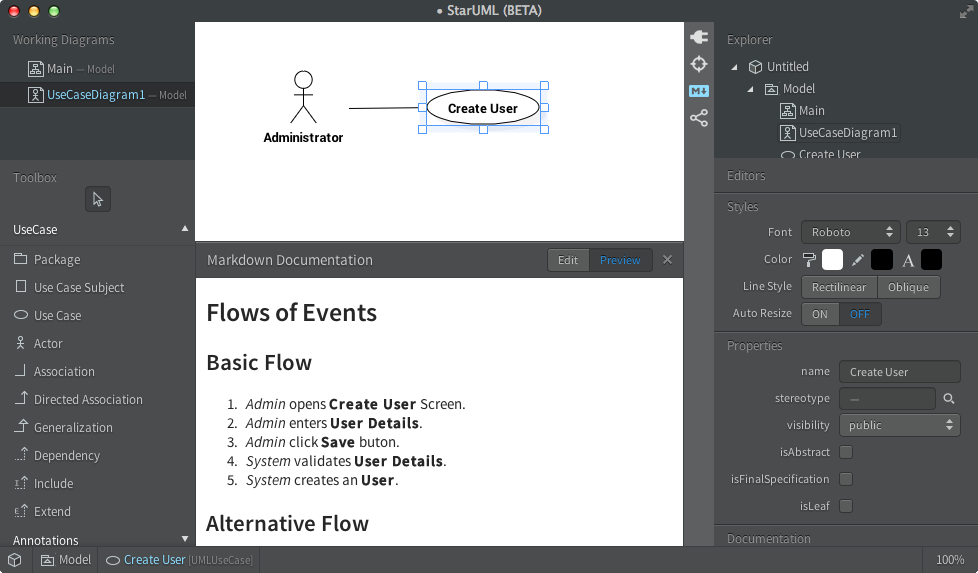 • StarUML (BETA)
Working Diagrams
Main — Model
UseCaseDiagram1 — Model
Toolbox
UseCase
Package
Use Case Subject
Use Case
Actor
Association
Directed Association
Generalization
Dependency
Include
Extend
Annotations
Administrator
Create User
M
Markdown Documentation
Edit
Preview
Flows of Events
Basic Flow
1. Admin opens Create User Screen.
2. Admin enters User Details.
3. Admin click Save buton.
4. System validates User Details.
5. System creates an User.
Alternative Flow
Explorer
Untitled
Model
Main
UseCaseDiagram1
Create User
Editors
Styles
Font Roboto 13
Color A
Line Style Rectilinear Oblique
Auto Resize ON OFF
Properties
name Create User
stereotype —
visibility public
isAbstract
isFinalSpecification
isLeaf
Documentation
Model Create User [UMLUseCase] 100%